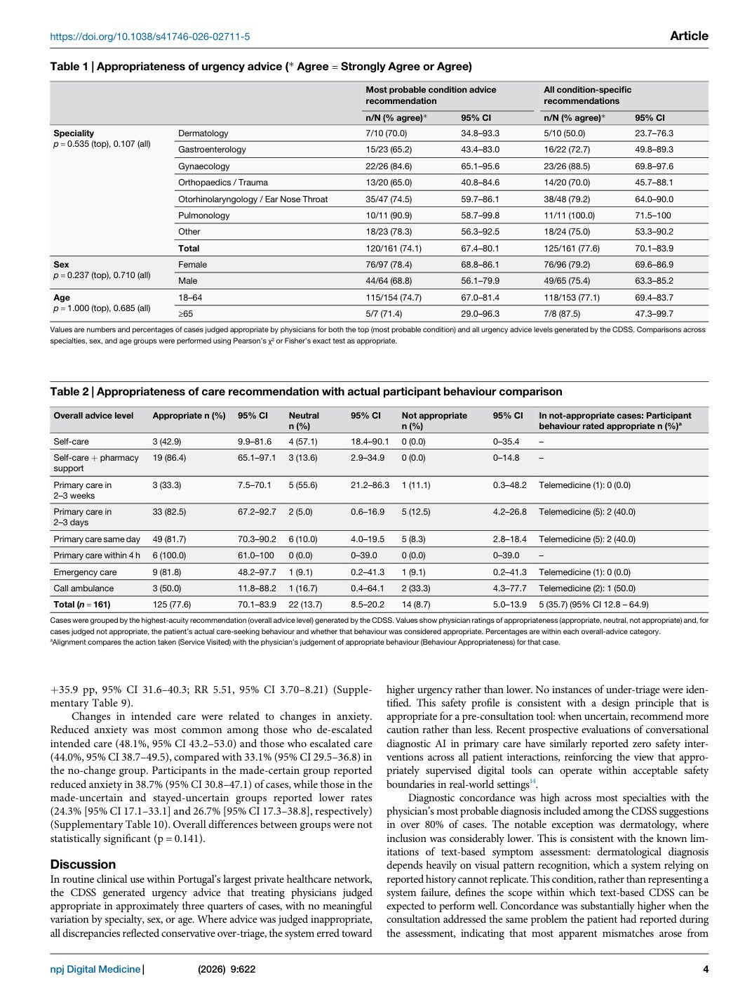 https://doi.org/10.1038/s41746-026-02711-5 Article
Table 1 | Appropriateness of urgency advice (* Agree = Strongly Agree or Agree)
Most probable condition advice recommendation All condition-specific recommendations
n/N (% agree)* 95% CI n/N (% agree)* 95% CI
Speciality
p = 0.535 (top), 0.107 (all)
Dermatology 7/10 (70.0) 34.8–93.3 5/10 (50.0) 23.7–76.3
Gastroenterology 15/23 (65.2) 43.4–83.0 16/22 (72.7) 49.8–89.3
Gynaecology 22/26 (84.6) 65.1–95.6 23/26 (88.5) 69.8–97.6
Orthopaedics / Trauma 13/20 (65.0) 40.8–84.6 14/20 (70.0) 45.7–88.1
Otorhinolaryngology / Ear Nose Throat 35/47 (74.5) 59.7–86.1 38/48 (79.2) 64.0–90.0
Pulmonology 10/11 (90.9) 58.7–99.8 11/11 (100.0) 71.5–100
Other 18/23 (78.3) 56.3–92.5 18/24 (75.0) 53.3–90.2
Total 120/161 (74.1) 67.4–80.1 125/161 (77.6) 70.1–83.9
Sex
p = 0.237 (top), 0.710 (all)
Female 76/97 (78.4) 68.8–86.1 76/96 (79.2) 69.6–86.9
Male 44/64 (68.8) 56.1–79.9 49/65 (75.4) 63.3–85.2
Age
p = 1.000 (top), 0.685 (all)
18–64 115/154 (74.7) 67.0–81.4 118/153 (77.1) 69.4–83.7
≥65 5/7 (71.4) 29.0–96.3 7/8 (87.5) 47.3–99.7
Values are numbers and percentages of cases judged appropriate by physicians for both the top (most probable condition) and all urgency advice levels generated by the CDSS. Comparisons across
specialties, sex, and age groups were performed using Pearson's χ² or Fisher's exact test as appropriate.
Table 2 | Appropriateness of care recommendation with actual participant behaviour comparison
Overall advice level Appropriate n (%) 95% CI Neutral n (%) 95% CI Not appropriate n (%) 95% CI In not-appropriate cases: Participant behaviour rated appropriate n (%)ᵃ
Self-care 3 (42.9) 9.9–81.6 4 (57.1) 18.4–90.1 0 (0.0) 0–35.4 –
Self-care + pharmacy support 19 (86.4) 65.1–97.1 3 (13.6) 2.9–34.9 0 (0.0) 0–14.8 –
Primary care in 2–3 weeks 3 (33.3) 7.5–70.1 5 (55.6) 21.2–86.3 1 (11.1) 0.3–48.2 Telemedicine (1): 0 (0.0)
Primary care in 2–3 days 33 (82.5) 67.2–92.7 2 (5.0) 0.6–16.9 5 (12.5) 4.2–26.8 Telemedicine (5): 2 (40.0)
Primary care same day 49 (81.7) 70.3–90.2 6 (10.0) 4.0–19.5 5 (8.3) 2.8–18.4 Telemedicine (5): 2 (40.0)
Primary care within 4 h 6 (100.0) 61.0–100 0 (0.0) 0–39.0 0 (0.0) 0–39.0 –
Emergency care 9 (81.8) 48.2–97.7 1 (9.1) 0.2–41.3 1 (9.1) 0.2–41.3 Telemedicine (1): 0 (0.0)
Call ambulance 3 (50.0) 11.8–88.2 1 (16.7) 0.4–64.1 2 (33.3) 4.3–77.7 Telemedicine (2): 1 (50.0)
Total (n = 161) 125 (77.6) 70.1–83.9 22 (13.7) 8.5–20.2 14 (8.7) 5.0–13.9 5 (35.7) (95% CI 12.8 – 64.9)
Cases were grouped by the highest-acuity recommendation (overall advice level) generated by the CDSS. Values show physician ratings of appropriateness (appropriate, neutral, not appropriate) and, for
cases judged not appropriate, the patient's actual care-seeking behaviour and whether that behaviour was considered appropriate. Percentages are within each overall-advice category.
ᵃAlignment compares the action taken (Service Visited) with the physician's judgement of appropriate behaviour (Behaviour Appropriateness) for that case.
+35.9 pp, 95% CI 31.6–40.3; RR 5.51, 95% CI 3.70–8.21) (Supple-
mentary Table 9).
Changes in intended care were related to changes in anxiety.
Reduced anxiety was most common among those who de-escalated
intended care (48.1%, 95% CI 43.2–53.0) and those who escalated care
(44.0%, 95% CI 38.7–49.5), compared with 33.1% (95% CI 29.5–36.8) in
the no-change group. Participants in the made-certain group reported
reduced anxiety in 38.7% (95% CI 30.8–47.1) of cases, while those in the
made-uncertain and stayed-uncertain groups reported lower rates
(24.3% [95% CI 17.1–33.1] and 26.7% [95% CI 17.3–38.8], respectively)
(Supplementary Table 10). Overall differences between groups were not
statistically significant (p = 0.141).
Discussion
In routine clinical use within Portugal's largest private healthcare network,
the CDSS generated urgency advice that treating physicians judged
appropriate in approximately three quarters of cases, with no meaningful
variation by specialty, sex, or age. Where advice was judged inappropriate,
all discrepancies reflected conservative over-triage, the system erred toward
higher urgency rather than lower. No instances of under-triage were iden-
tified. This safety profile is consistent with a design principle that is
appropriate for a pre-consultation tool: when uncertain, recommend more
caution rather than less. Recent prospective evaluations of conversational
diagnostic AI in primary care have similarly reported zero safety inter-
ventions across all patient interactions, reinforcing the view that appro-
priately supervised digital tools can operate within acceptable safety
boundaries in real-world settings¹⁴.
Diagnostic concordance was high across most specialties with the
physician's most probable diagnosis included among the CDSS suggestions
in over 80% of cases. The notable exception was dermatology, where
inclusion was considerably lower. This is consistent with the known lim-
itations of text-based symptom assessment: dermatological diagnosis
depends heavily on visual pattern recognition, which a system relying on
reported history cannot replicate. This condition, rather than representing a
system failure, defines the scope within which text-based CDSS can be
expected to perform well. Concordance was substantially higher when the
consultation addressed the same problem the patient had reported during
the assessment, indicating that most apparent mismatches arose from
npj Digital Medicine | (2026) 9:622 4